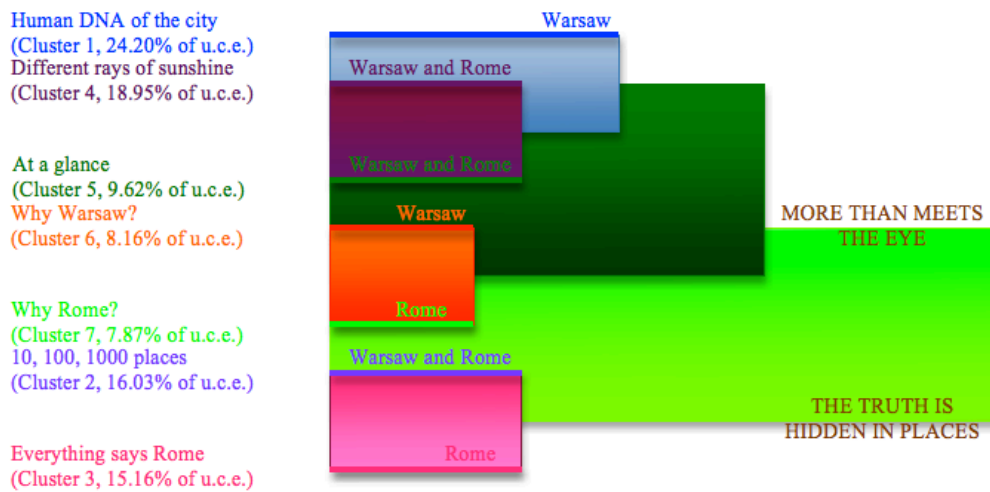 Human DNA of the city
(Cluster 1, 24.20% of u.c.e.)
Warsaw
Different rays of sunshine
(Cluster 4, 18.95% of u.c.e.)
Warsaw and Rome
At a glance
(Cluster 5, 9.62% of u.c.e.)
Warsaw and Rome
Why Warsaw?
(Cluster 6, 8.16% of u.c.e.)
Warsaw
MORE THAN MEETS
THE EYE
Why Rome?
(Cluster 7, 7.87% of u.c.e.)
Rome
10, 100, 1000 places
(Cluster 2, 16.03% of u.c.e.)
Warsaw and Rome
THE TRUTH IS
HIDDEN IN PLACES
Everything says Rome
(Cluster 3, 15.16% of u.c.e.)
Rome